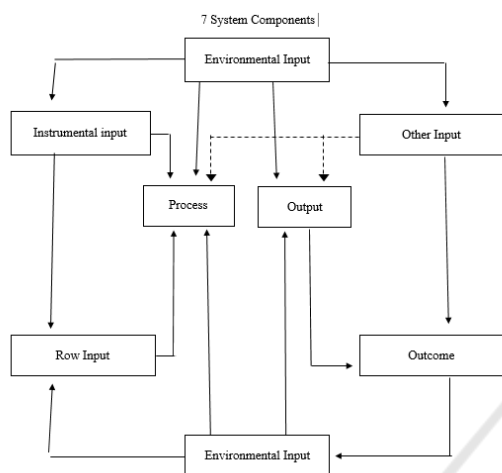 7 System Components
Environmental Input
Instrumental input
Other Input
Process
Output
Row Input
Outcome
Environmental Input